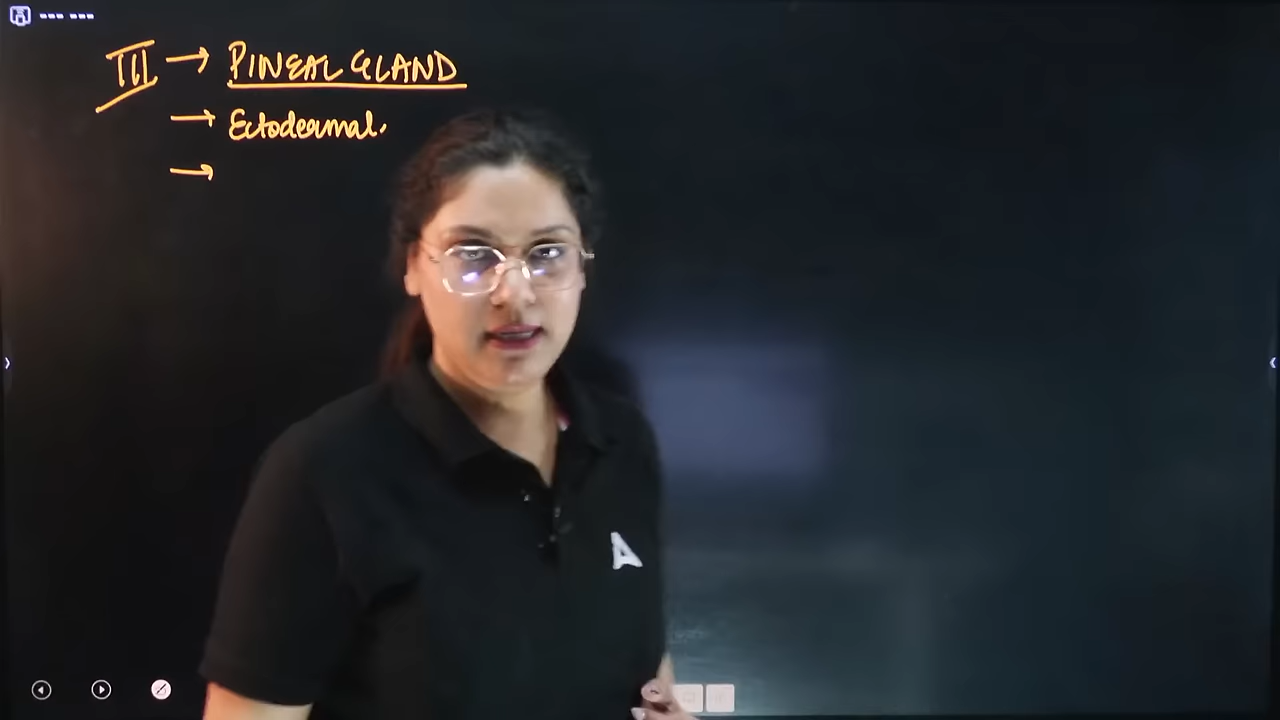 III → PINEAL GLAND
→ Ectodermal.
→
A